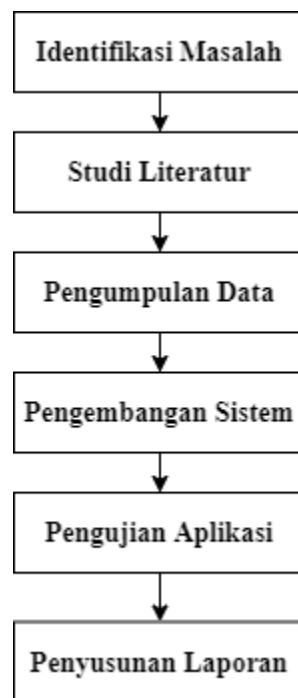 Identifikasi Masalah
Studi Literatur
Pengumpulan Data
Pengembangan Sistem
Pengujian Aplikasi
Penyusunan Laporan